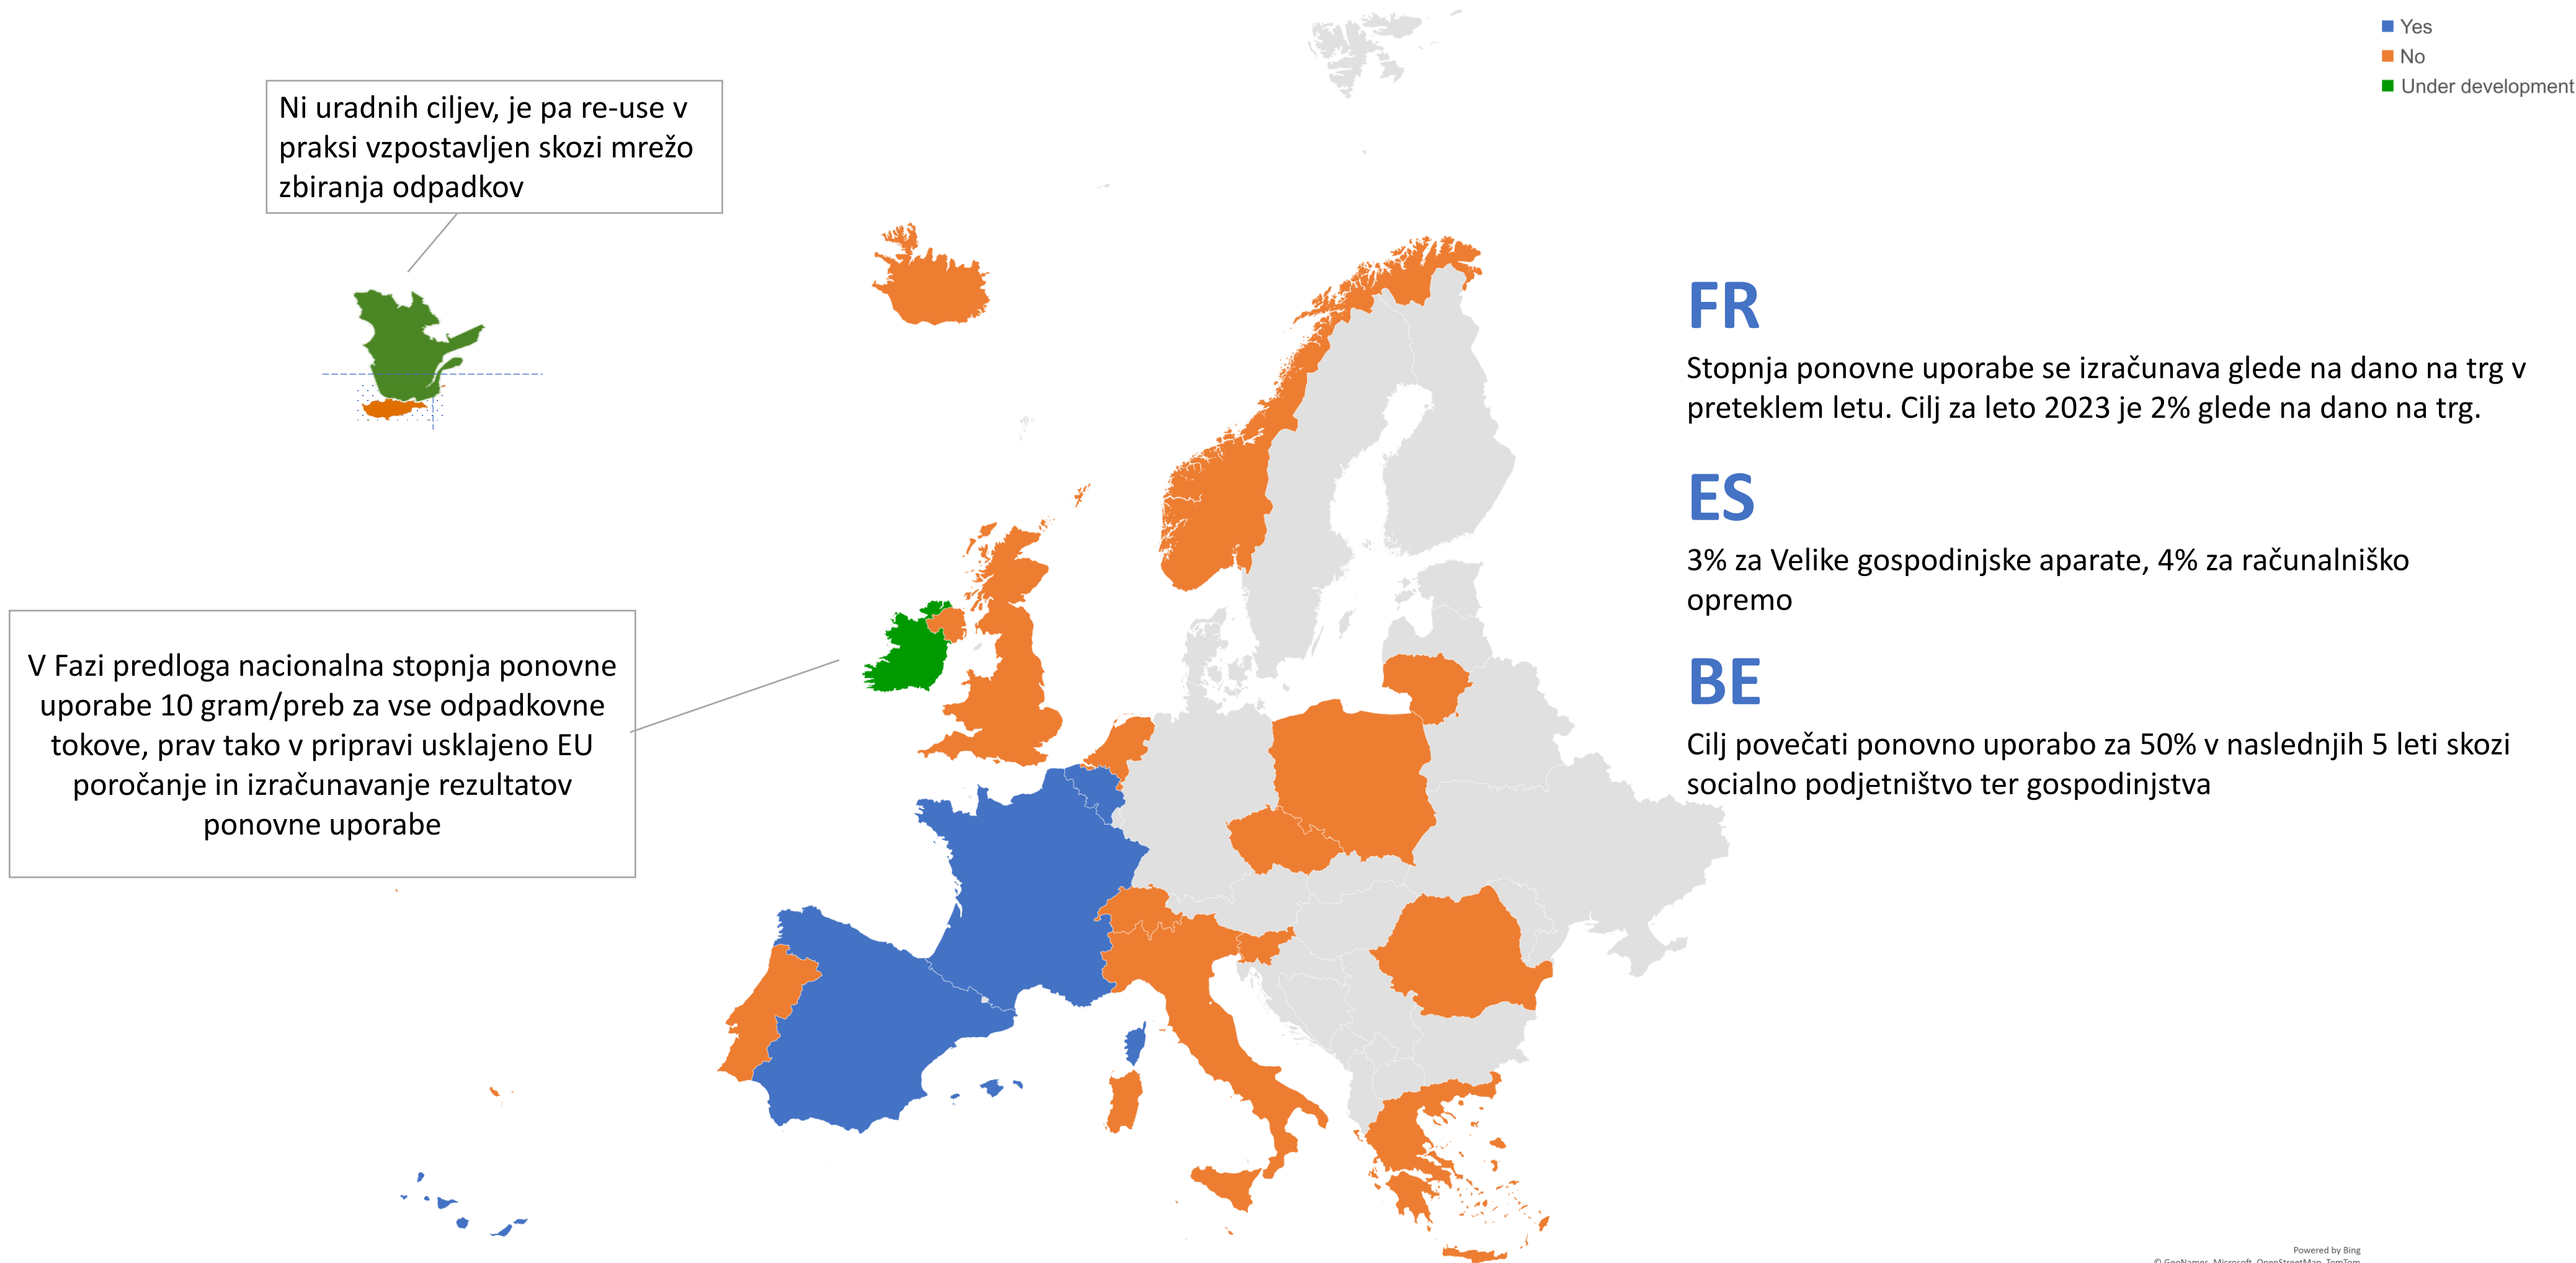 Yes
No
Under development
Ni uradnih ciljev, je pa re-use v
praksi vzpostavljen skozi mrežo
zbiranja odpadkov
V Fazi predloga nacionalna stopnja ponovne
uporabe 10 gram/preb za vse odpadkovne
tokove, prav tako v pripravi usklajeno EU
poročanje in izračunavanje rezultatov
ponovne uporabe
FR
Stopnja ponovne uporabe se izračunava glede na dano na trg v
preteklem letu. Cilj za leto 2023 je 2% glede na dano na trg.
ES
3% za Velike gospodinjske aparate, 4% za računalniško
opremo
BE
Cilj povečati ponovno uporabo za 50% v naslednjih 5 leti skozi
socialno podjetništvo ter gospodinjstva
Powered by Bing
© GeoNames, Microsoft, OpenStreetMap, TomTom